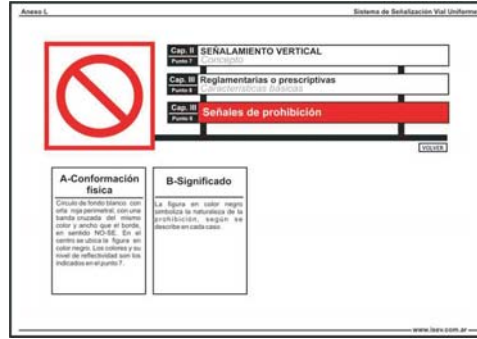 Anexo L
Sistema de Señalización Vial Uniforme
Cap. II
Punto 7
SEÑALAMIENTO VERTICAL
Concepto
Cap. III
Punto 8
Reglamentarias o prescriptivas
Características básicas
Cap. III
Punto 8
Señales de prohibición
VOLVER
A-Conformación
física
Círculo de fondo blanco con
orla roja perimetral, con una
banda cruzada del mismo
color y ancho que el borde,
en sentido NO-SE. En el
centro se ubica la figura en
color negro. Los colores y su
nivel de reflectividad son los
indicados en el punto 7.
B-Significado
La figura en color negro
simboliza la naturaleza de la
prohibición, según se
describe en cada caso.
www.isev.com.ar